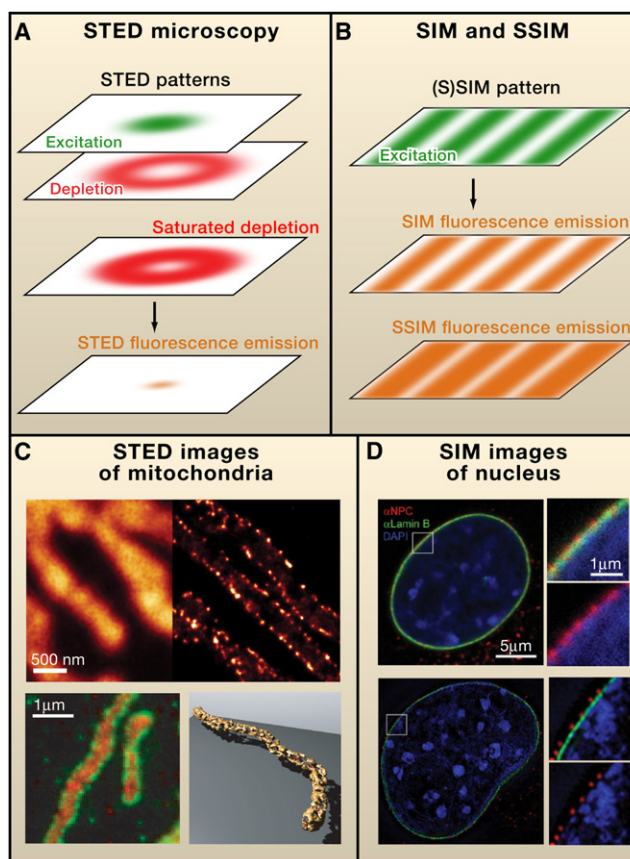 A
STED microscopy
STED patterns
Excitation
Depletion
Saturated depletion
STED fluorescence emission
B
SIM and SSIM
(S)SIM pattern
Excitation
SIM fluorescence emission
SSIM fluorescence emission
C
STED images
of mitochondria
500 nm
1μm
D
SIM images
of nucleus
αNPC
αLamin B
DAPI
5μm
1μm